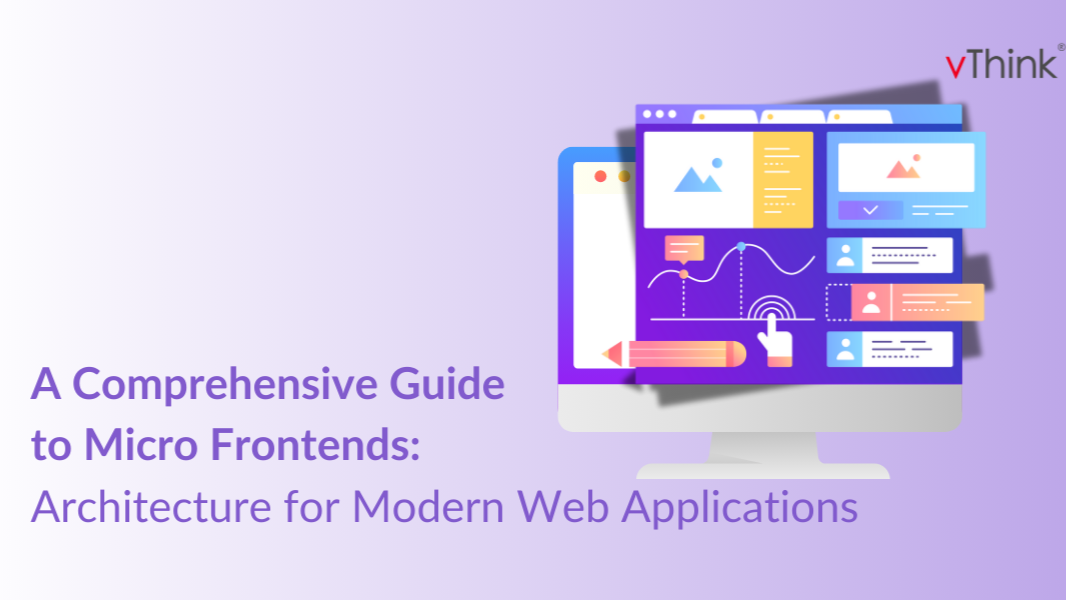 vThink®
A Comprehensive Guide
to Micro Frontends:
Architecture for Modern Web Applications